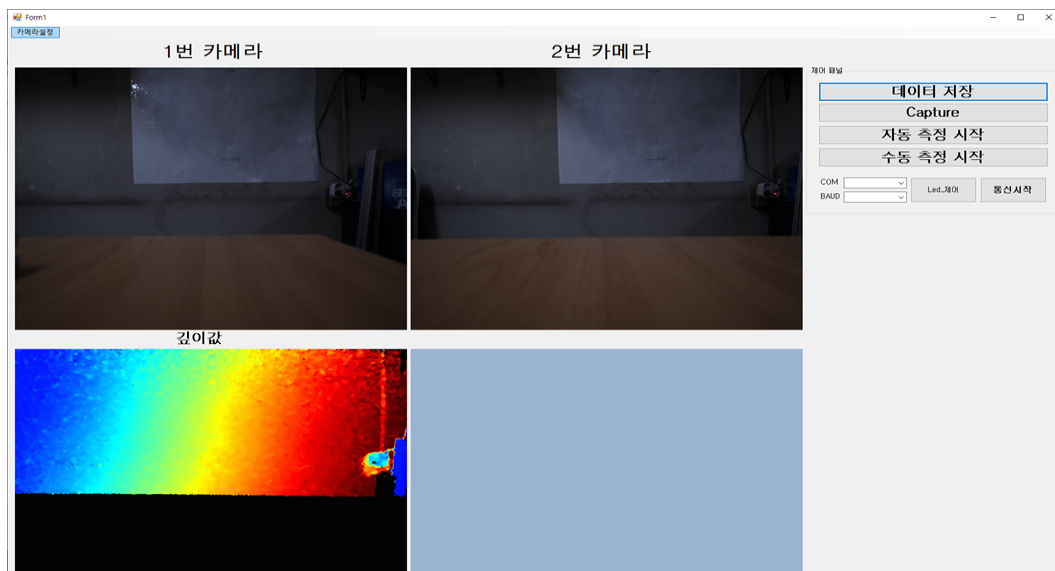 Form1
카메라설정
1번 카메라
2번 카메라
제어 패널
데이터 저장
Capture
자동 측정 시작
수동 측정 시작
COM
BAUD
Led_제어
통신시작
깊이값